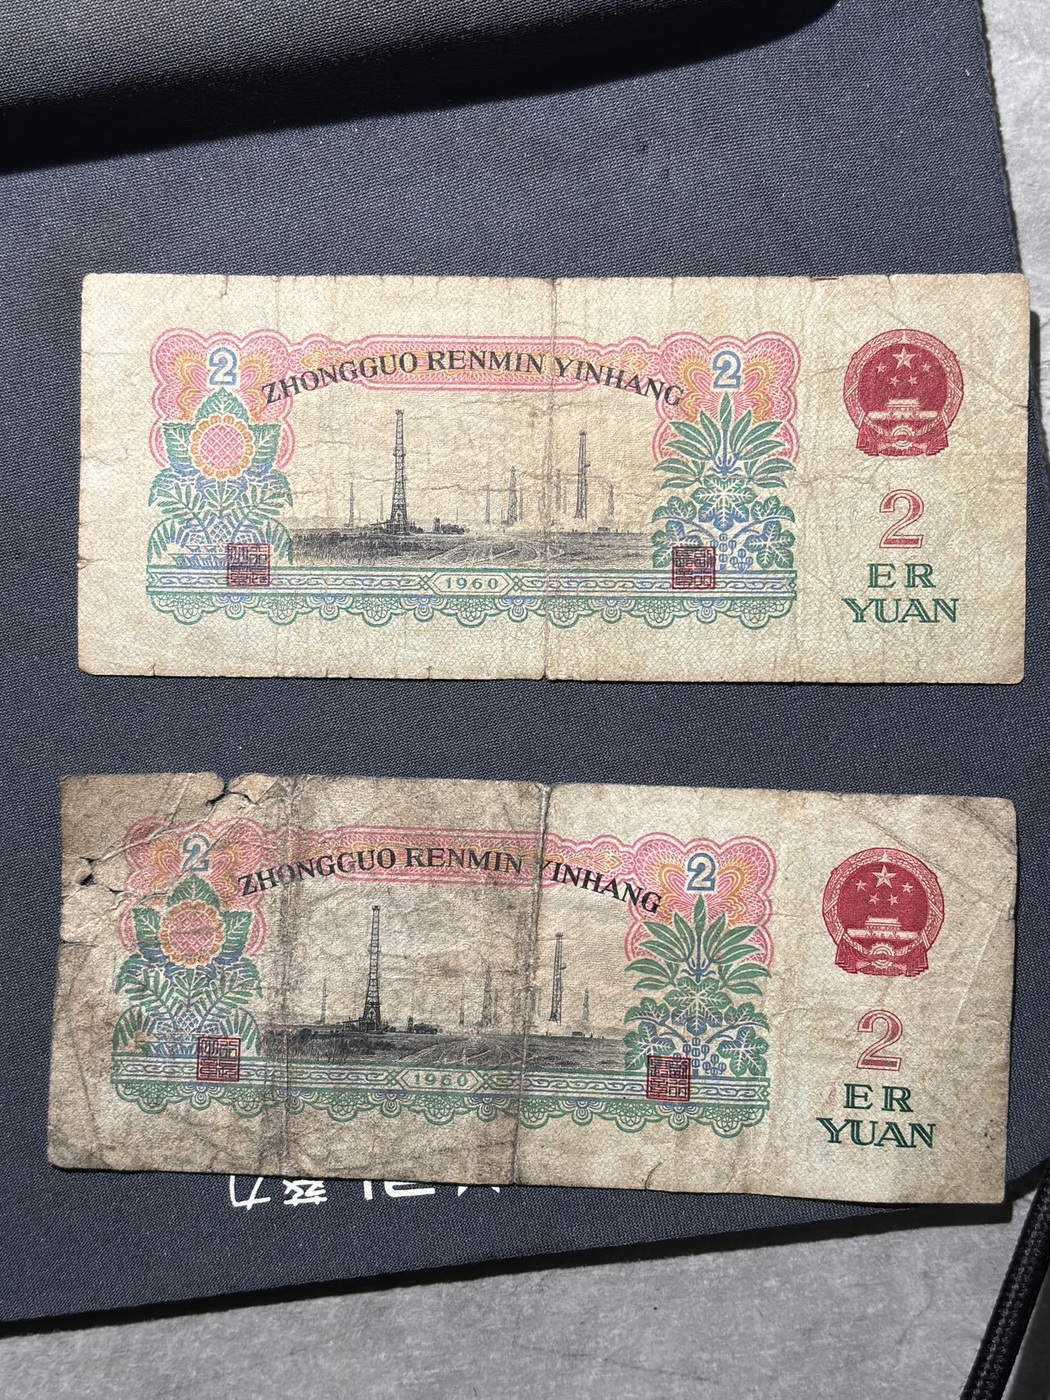 2 2
ZHONGGUO RENMIN YINHANG
1960
2
ER
YUAN
2 2
ZHONGGUO RENMIN YINHANG
1960
2
ER
YUAN